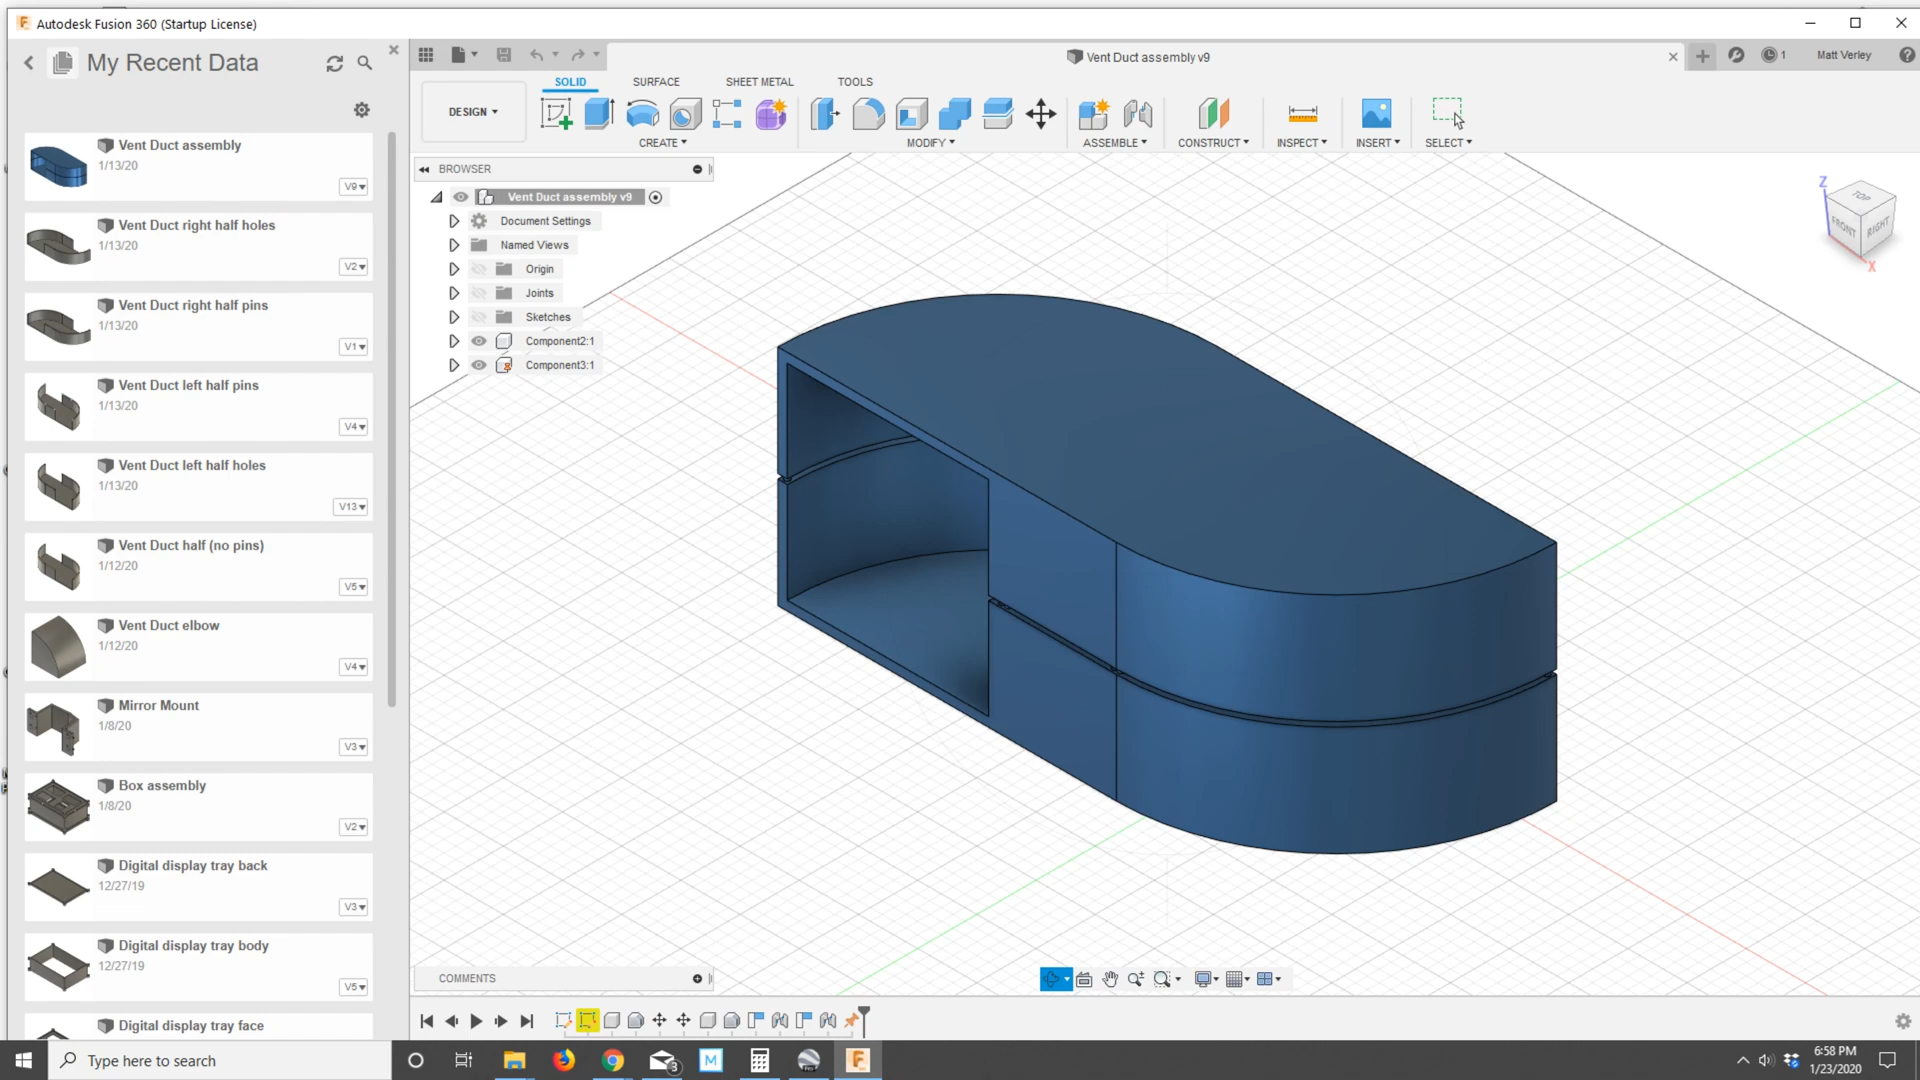 Autodesk Fusion 360 (Startup License)
My Recent Data
Vent Duct assembly
1/13/20
V9
Vent Duct right half holes
1/13/20
V2
Vent Duct right half pins
1/13/20
V1
Vent Duct left half pins
1/13/20
V4
Vent Duct left half holes
1/13/20
V13
Vent Duct half (no pins)
1/12/20
V5
Vent Duct elbow
1/12/20
V4
Mirror Mount
1/8/20
V3
Box assembly
1/8/20
V2
Digital display tray back
12/27/19
V3
Digital display tray body
12/27/19
V5
Digital display tray face
Vent Duct assembly v9
1
Matt Verley
DESIGN
SOLID
SURFACE
SHEET METAL
TOOLS
CREATE
MODIFY
ASSEMBLE
CONSTRUCT
INSPECT
INSERT
SELECT
BROWSER
Vent Duct assembly v9
Document Settings
Named Views
Origin
Joints
Sketches
Component2:1
Component3:1
Z
TOP
FRONT
RIGHT
X
COMMENTS
Type here to search
3
M
F
6:58 PM
1/23/2020